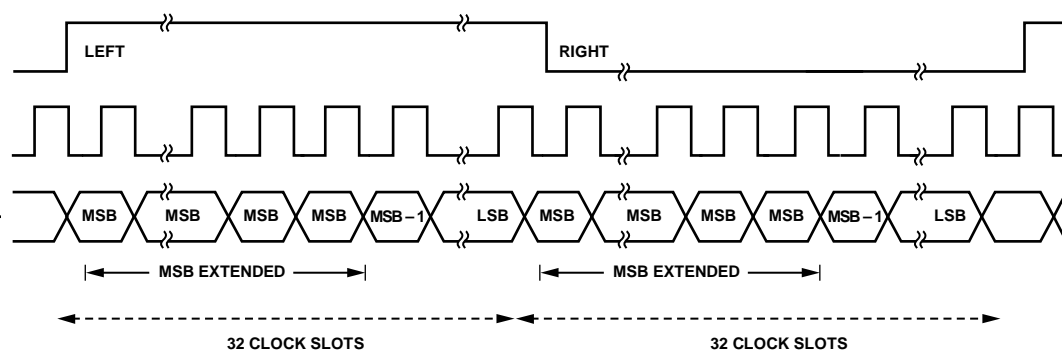 LEFT RIGHT
MSB MSB MSB MSB MSB–1 LSB MSB MSB MSB MSB MSB–1 LSB
MSB EXTENDED MSB EXTENDED
32 CLOCK SLOTS 32 CLOCK SLOTS